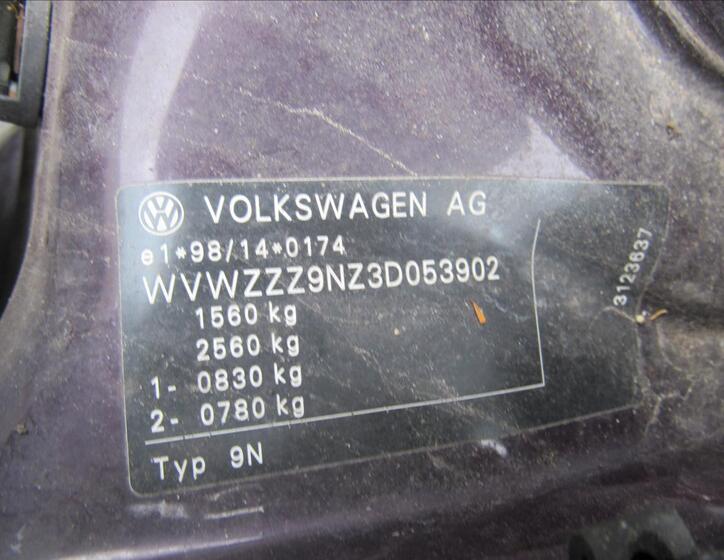 VOLKSWAGEN AG
e1*98/14*0174
WVWZZZ9NZ3D053902
1560 kg
2560 kg
1- 0830 kg
2- 0780 kg
Typ 9N
3123637